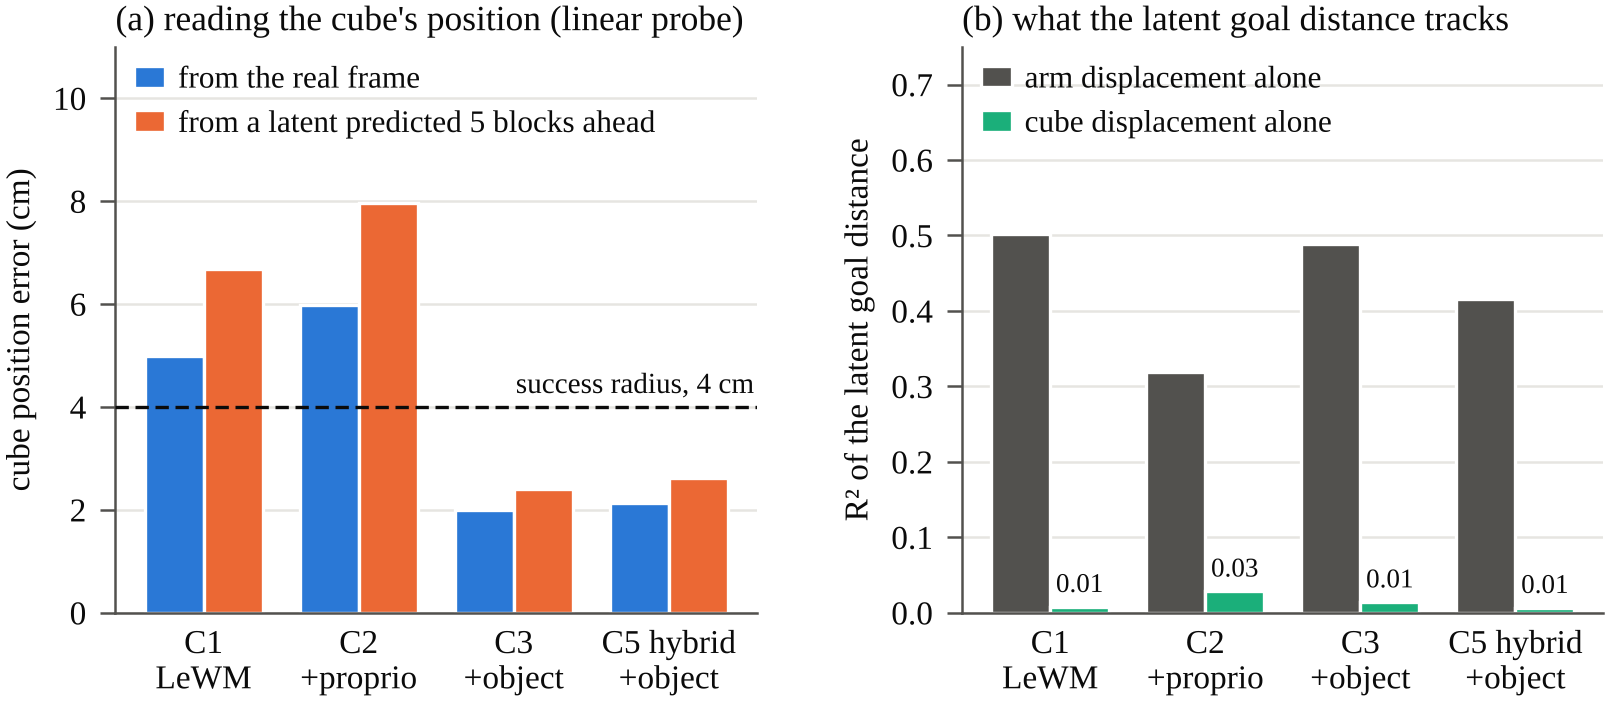 (a) reading the cube's position (linear probe)
from the real frame
from a latent predicted 5 blocks ahead
cube position error (cm)
10
8
6
4
2
0
success radius, 4 cm
C1
LeWM
C2
+proprio
C3
+object
C5 hybrid
+object
(b) what the latent goal distance tracks
arm displacement alone
cube displacement alone
R² of the latent goal distance
0.7
0.6
0.5
0.4
0.3
0.2
0.1
0.0
0.01
0.03
0.01
0.01
C1
LeWM
C2
+proprio
C3
+object
C5 hybrid
+object